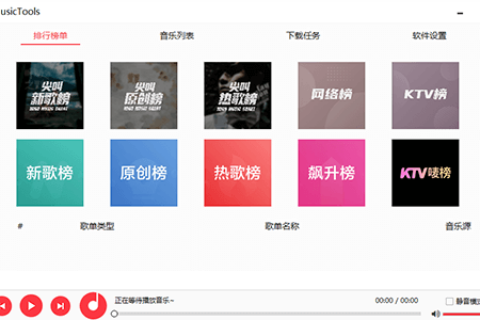 usicTools
排行榜单 音乐列表 下载任务 软件设置
尖叫
新歌榜
尖叫
原创榜
尖叫
热歌榜
网络榜
KTV榜
新歌榜
原创榜
热歌榜
飙升榜
KTV唛榜
# 歌单类型 歌单名称 音乐源
正在等待播放音乐~ 00:00 / 00:00 静音模